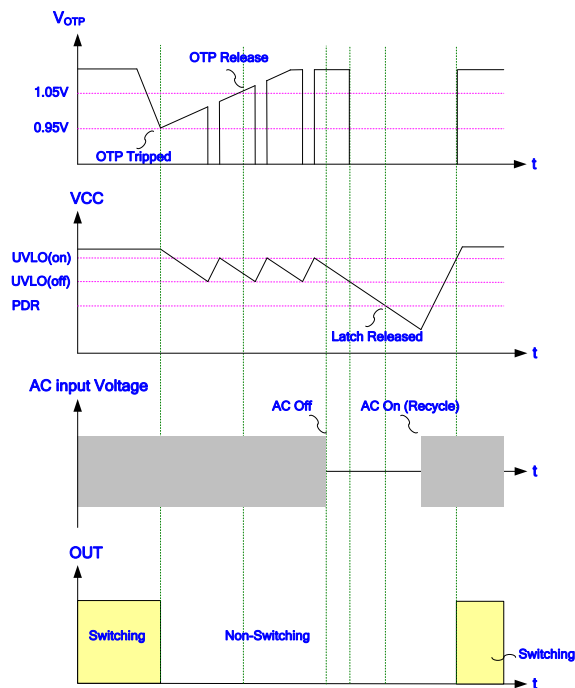 VOTP
OTP Release
1.05V
0.95V
OTP Tripped
t
VCC
UVLO(on)
UVLO(off)
PDR
Latch Released
t
AC input Voltage
AC Off
AC On (Recycle)
t
OUT
Switching
Non-Switching
Switching
t